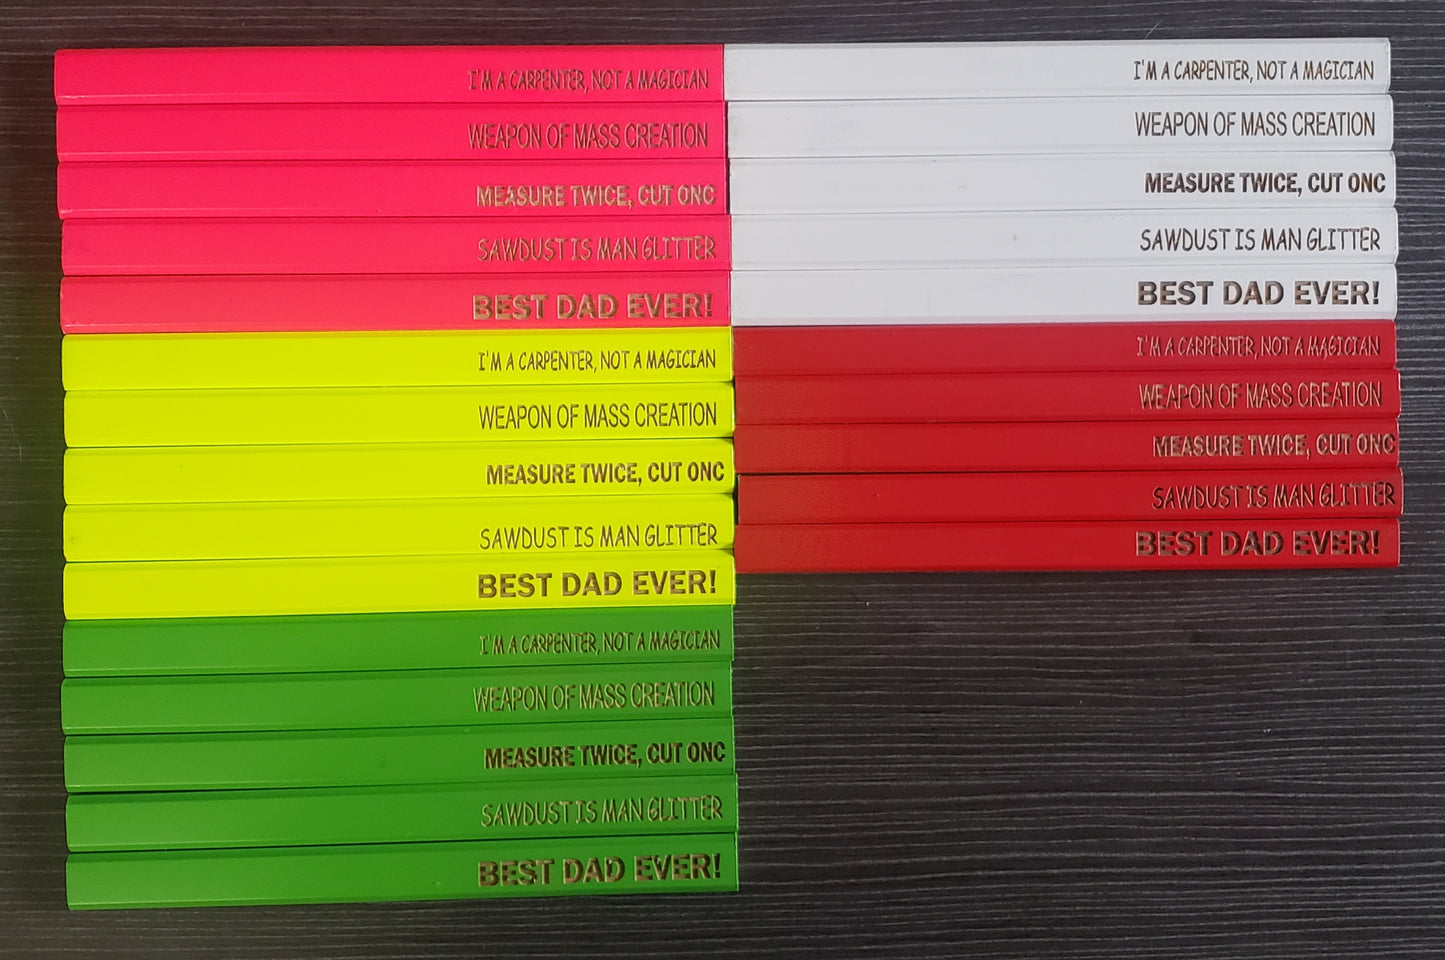 I'M A CARPENTER, NOT A MAGICIAN
WEAPON OF MASS CREATION
MEASURE TWICE, CUT ONC
SAWDUST IS MAN GLITTER
BEST DAD EVER!
I'M A CARPENTER, NOT A MAGICIAN
WEAPON OF MASS CREATION
MEASURE TWICE, CUT ONC
SAWDUST IS MAN GLITTER
BEST DAD EVER!
I'M A CARPENTER, NOT A MAGICIAN
WEAPON OF MASS CREATION
MEASURE TWICE, CUT ONC
SAWDUST IS MAN GLITTER
BEST DAD EVER!
I'M A CARPENTER, NOT A MAGICIAN
WEAPON OF MASS CREATION
MEASURE TWICE, CUT ONC
SAWDUST IS MAN GLITTER
BEST DAD EVER!
I'M A CARPENTER, NOT A MAGICIAN
WEAPON OF MASS CREATION
MEASURE TWICE, CUT ONC
SAWDUST IS MAN GLITTER
BEST DAD EVER!